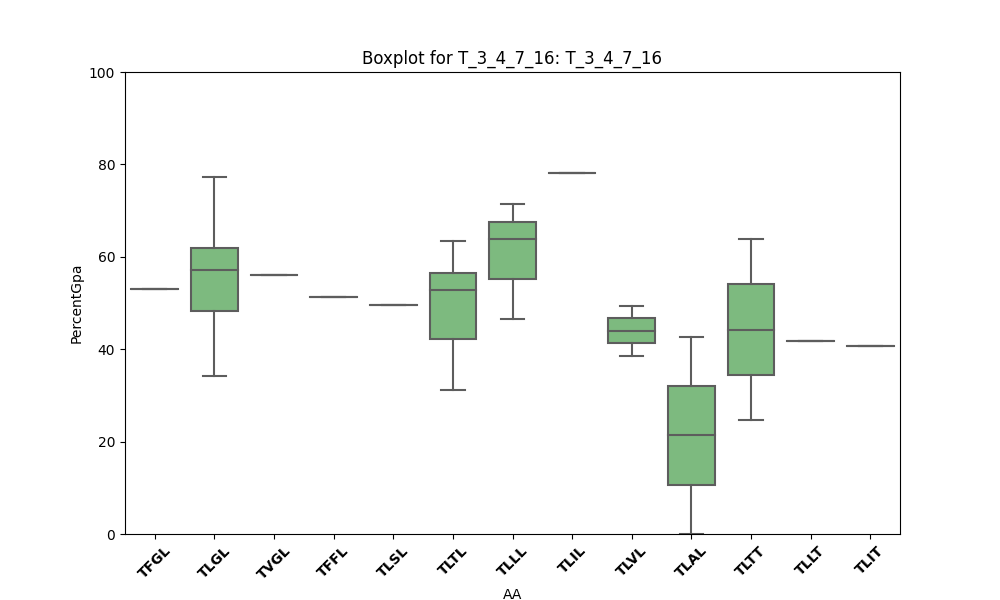 Boxplot for T_3_4_7_16: T_3_4_7_16
100
80
60
40
20
0
PercentGpa
TFGL TLGL TVGL TFFL TLSL TLTL TLLL TLIL TLVL TLAL TLTT TLLT TLIT
AA